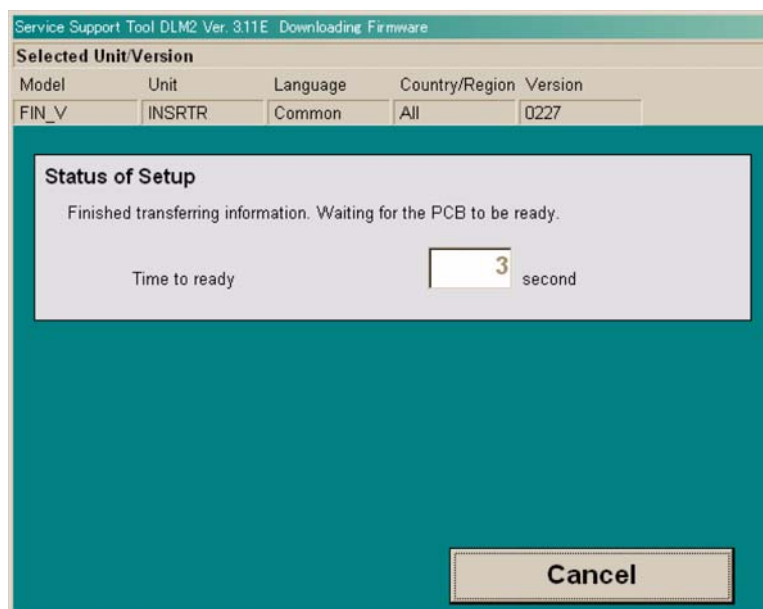 Service Support Tool DLM2 Ver. 3.11E Downloading Firmware
Selected Unit/Version
Model Unit Language Country/Region Version
FIN_V INSRTR Common All 0227
Status of Setup
Finished transferring information. Waiting for the PCB to be ready.
Time to ready 3 second
Cancel